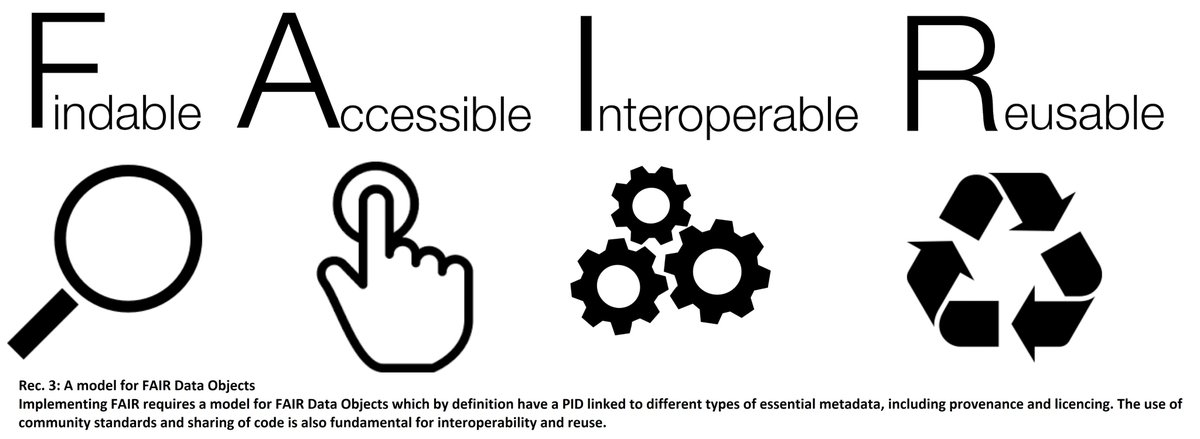 Findable Accessible Interoperable Reusable
Rec. 3: A model for FAIR Data Objects
Implementing FAIR requires a model for FAIR Data Objects which by definition have a PID linked to different types of essential metadata, including provenance and licencing. The use of
community standards and sharing of code is also fundamental for interoperability and reuse.